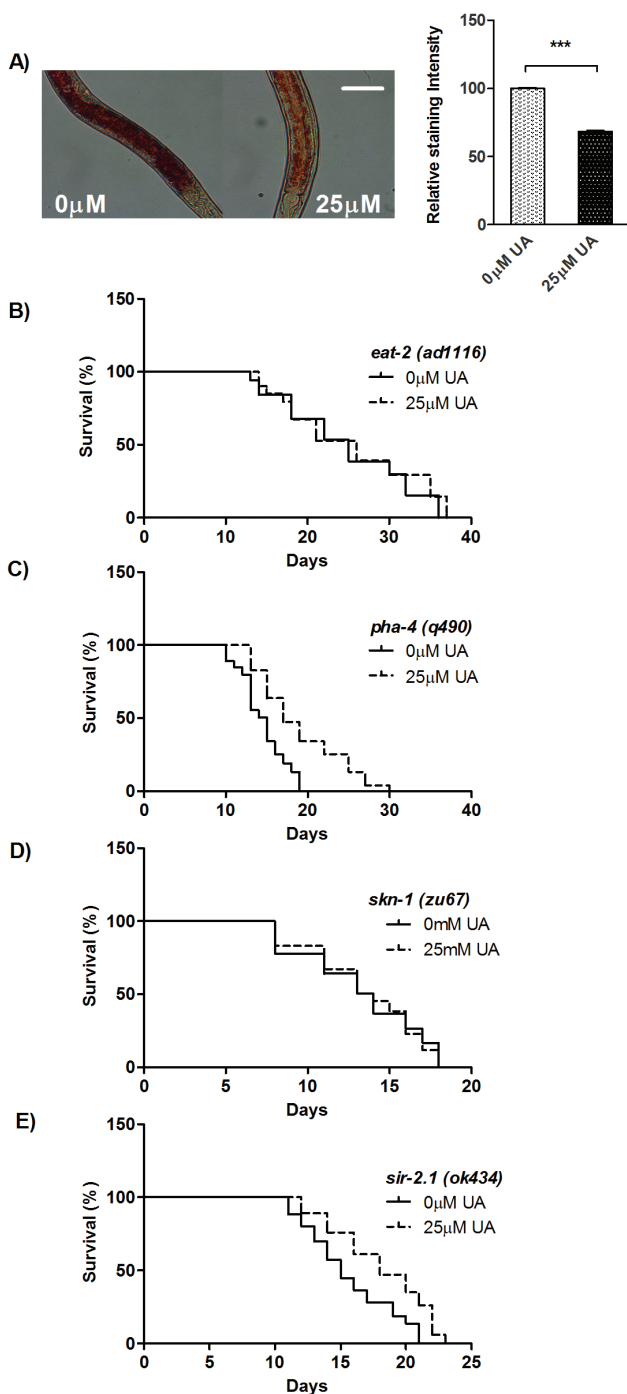 A)
0μM
25μM
Relative staining Intensity
150
100
50
0
***
0μM UA
25μM UA
B)
Survival (%)
150
100
50
0
eat-2 (ad1116)
0μM UA
25μM UA
0
10
20
30
40
Days
C)
Survival (%)
150
100
50
0
pha-4 (q490)
0μM UA
25μM UA
0
10
20
30
40
Days
D)
Survival (%)
150
100
50
0
skn-1 (zu67)
0mM UA
25mM UA
0
5
10
15
20
Days
E)
Survival (%)
150
100
50
0
sir-2.1 (ok434)
0μM UA
25μM UA
0
5
10
15
20
25
Days